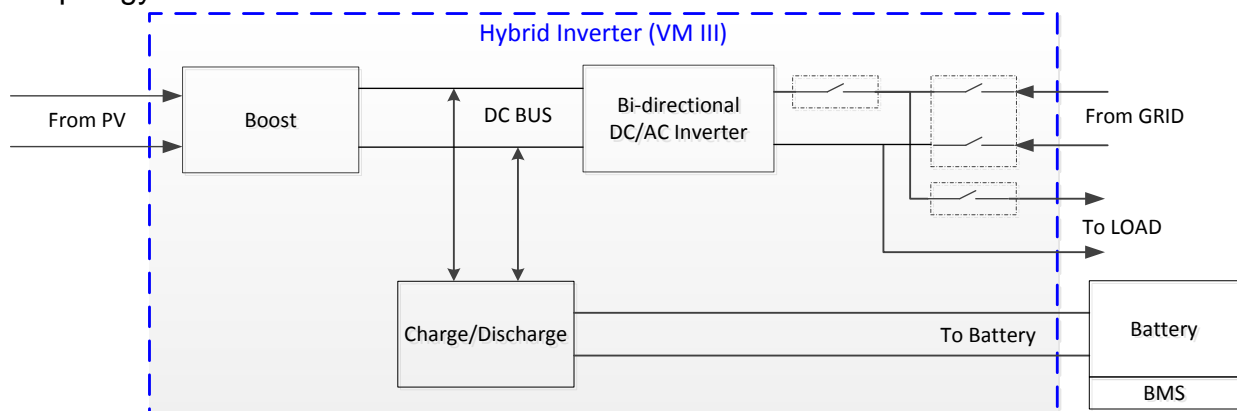 Hybrid Inverter (VM III)
From PV
Boost
DC BUS
Bi-directional
DC/AC Inverter
From GRID
To LOAD
Charge/Discharge
To Battery
Battery
BMS